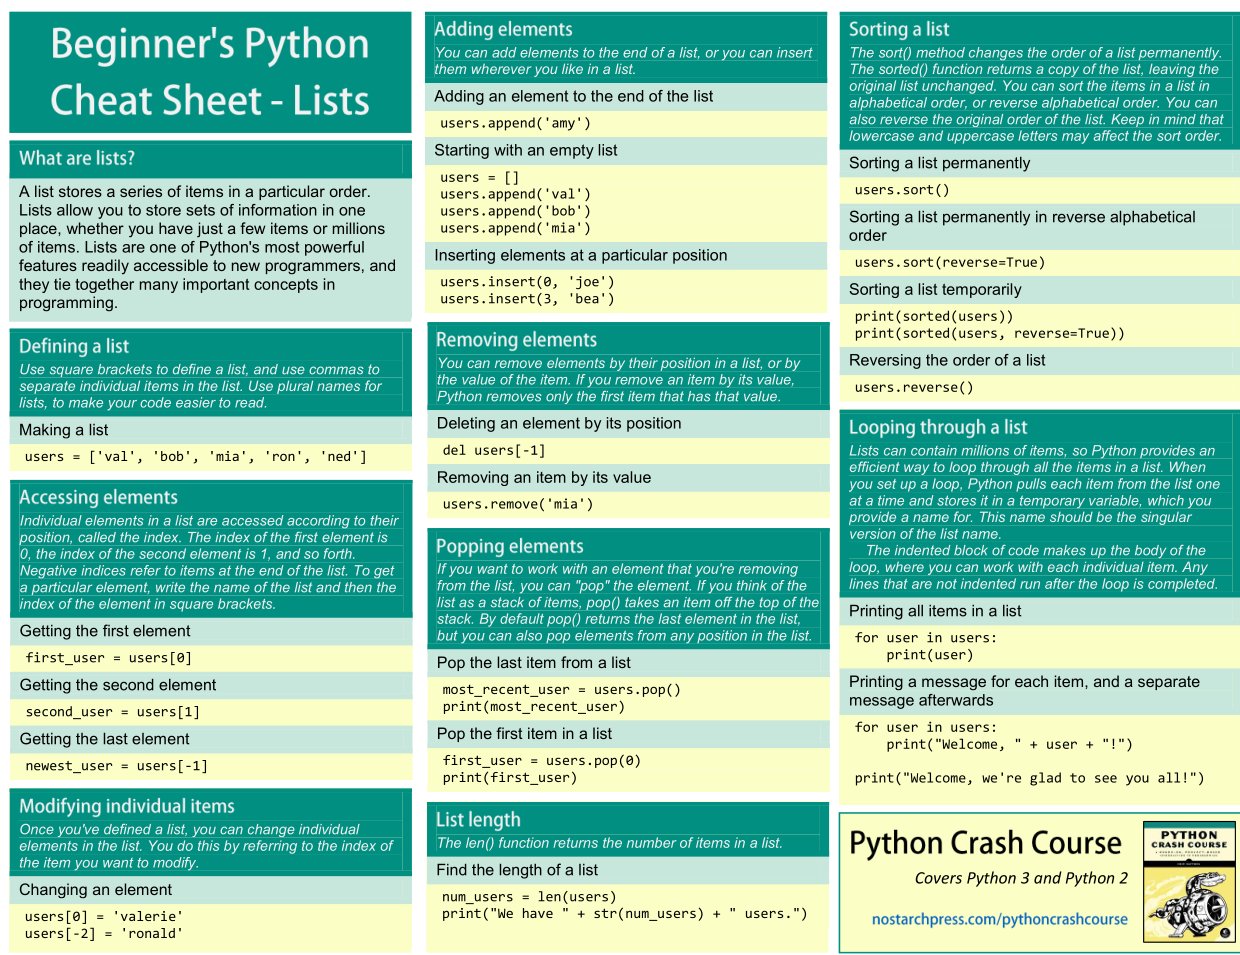 Beginner's Python
Cheat Sheet - Lists
What are lists?
A list stores a series of items in a particular order.
Lists allow you to store sets of information in one
place, whether you have just a few items or millions
of items. Lists are one of Python's most powerful
features readily accessible to new programmers, and
they tie together many important concepts in
programming.
Defining a list
Use square brackets to define a list, and use commas to
separate individual items in the list. Use plural names for
lists, to make your code easier to read.
Making a list
users = ['val', 'bob', 'mia', 'ron', 'ned']
Accessing elements
Individual elements in a list are accessed according to their
position, called the index. The index of the first element is
0, the index of the second element is 1, and so forth.
Negative indices refer to items at the end of the list. To get
a particular element, write the name of the list and then the
index of the element in square brackets.
Getting the first element
first_user = users[0]
Getting the second element
second_user = users[1]
Getting the last element
newest_user = users[-1]
Modifying individual items
Once you've defined a list, you can change individual
elements in the list. You do this by referring to the index of
the item you want to modify.
Changing an element
users[0] = 'valerie'
users[-2] = 'ronald'
Adding elements
You can add elements to the end of a list, or you can insert
them wherever you like in a list.
Adding an element to the end of the list
users.append('amy')
Starting with an empty list
users = []
users.append('val')
users.append('bob')
users.append('mia')
Inserting elements at a particular position
users.insert(0, 'joe')
users.insert(3, 'bea')
Removing elements
You can remove elements by their position in a list, or by
the value of the item. If you remove an item by its value,
Python removes only the first item that has that value.
Deleting an element by its position
del users[-1]
Removing an item by its value
users.remove('mia')
Popping elements
If you want to work with an element that you're removing
from the list, you can "pop" the element. If you think of the
list as a stack of items, pop() takes an item off the top of the
stack. By default pop() returns the last element in the list,
but you can also pop elements from any position in the list.
Pop the last item from a list
most_recent_user = users.pop()
print(most_recent_user)
Pop the first item in a list
first_user = users.pop(0)
print(first_user)
List length
The len() function returns the number of items in a list.
Find the length of a list
num_users = len(users)
print("We have " + str(num_users) + " users.")
Sorting a list
The sort() method changes the order of a list permanently.
The sorted() function returns a copy of the list, leaving the
original list unchanged. You can sort the items in a list in
alphabetical order, or reverse alphabetical order. You can
also reverse the original order of the list. Keep in mind that
lowercase and uppercase letters may affect the sort order.
Sorting a list permanently
users.sort()
Sorting a list permanently in reverse alphabetical
order
users.sort(reverse=True)
Sorting a list temporarily
print(sorted(users))
print(sorted(users, reverse=True))
Reversing the order of a list
users.reverse()
Looping through a list
Lists can contain millions of items, so Python provides an
efficient way to loop through all the items in a list. When
you set up a loop, Python pulls each item from the list one
at a time and stores it in a temporary variable, which you
provide a name for. This name should be the singular
version of the list name.
The indented block of code makes up the body of the
loop, where you can work with each individual item. Any
lines that are not indented run after the loop is completed.
Printing all items in a list
for user in users:
    print(user)
Printing a message for each item, and a separate
message afterwards
for user in users:
    print("Welcome, " + user + "!")
print("Welcome, we're glad to see you all!")
Python Crash Course
Covers Python 3 and Python 2
nostarchpress.com/pythoncrashcourse
PYTHON
CRASH COURSE